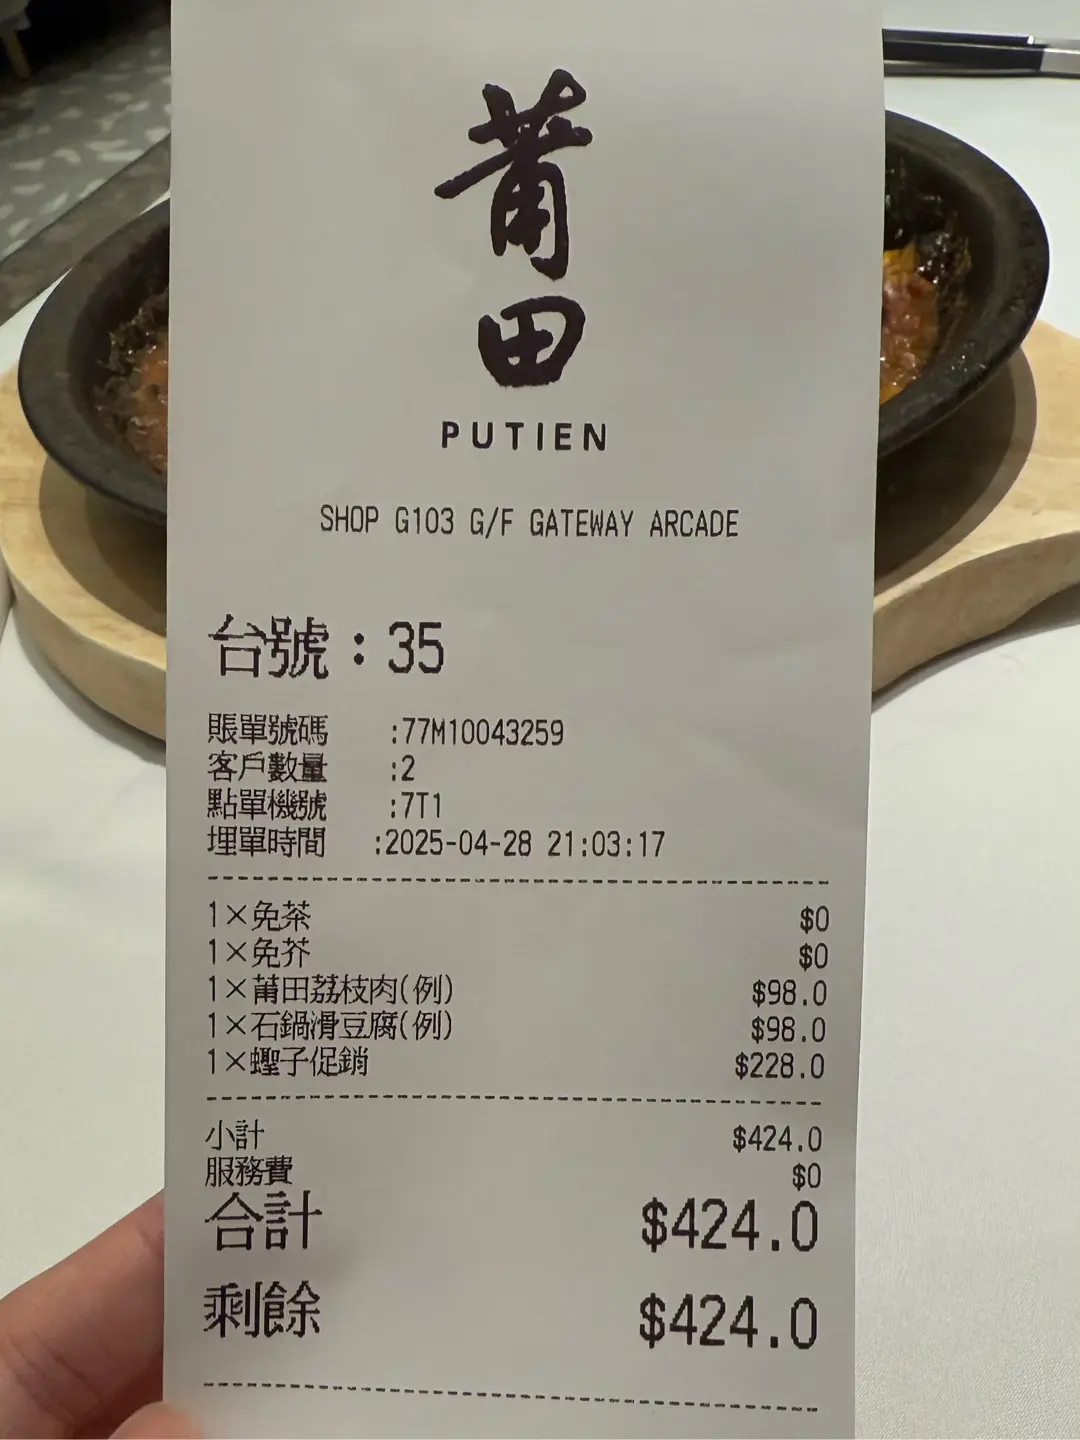 莆
田
PUTIEN
SHOP G103 G/F GATEWAY ARCADE
台號：35
賬單號碼 :77M10043259
客戶數量 :2
點單機號 :7T1
埋單時間 :2025-04-28 21:03:17
1×免茶 $0
1×免芥 $0
1×莆田荔枝肉(例) $98.0
1×石鍋滑豆腐(例) $98.0
1×蟶子促銷 $228.0
小計 $424.0
服務費 $0
合計 $424.0
剩餘 $424.0